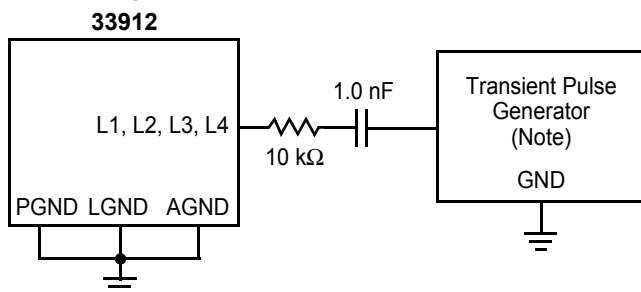 33912
1.0 nF
L1, L2, L3, L4
10 kΩ
Transient Pulse
Generator
(Note)
GND
PGND LGND AGND